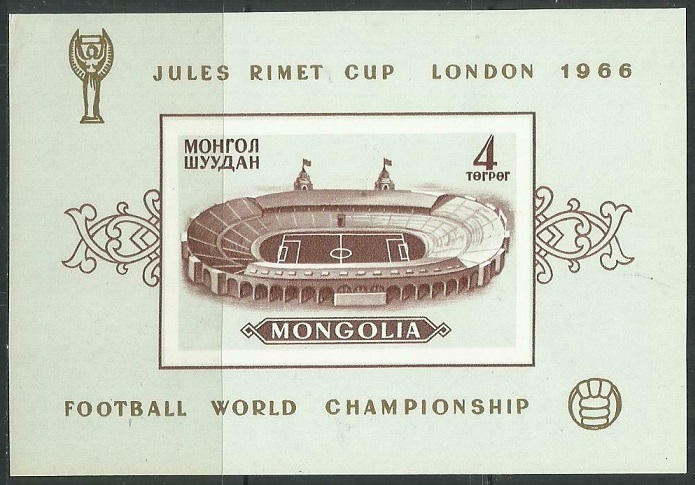 JULES RIMET CUP LONDON 1966
МОНГОЛ
ШУУДАН
4
ТӨГРӨГ
MONGOLIA
FOOTBALL WORLD CHAMPIONSHIP